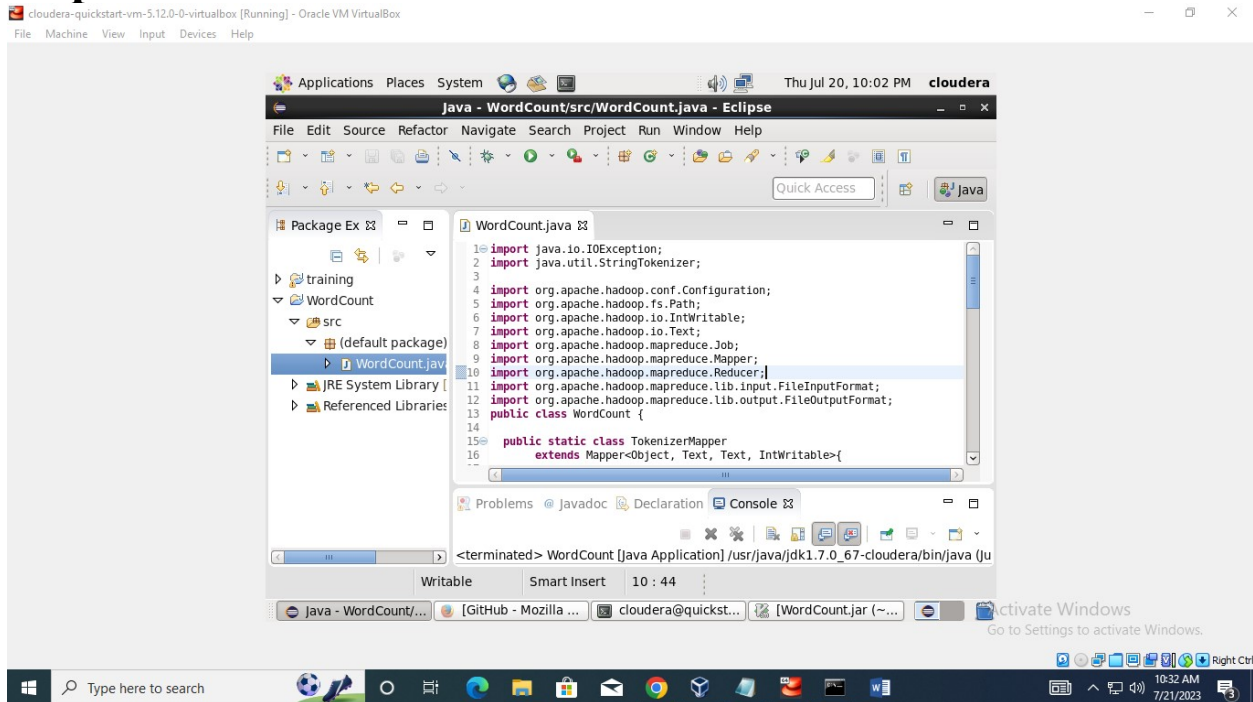 cloudera-quickstart-vm-5.12.0-0-virtualbox [Running] - Oracle VM VirtualBox
File Machine View Input Devices Help
Applications Places System Thu Jul 20, 10:02 PM cloudera
Java - WordCount/src/WordCount.java - Eclipse
File Edit Source Refactor Navigate Search Project Run Window Help
Quick Access Java
Package Ex WordCount.java
training
WordCount
src
(default package)
WordCount.java
JRE System Library [
Referenced Libraries
1 import java.io.IOException;
2 import java.util.StringTokenizer;
3
4 import org.apache.hadoop.conf.Configuration;
5 import org.apache.hadoop.fs.Path;
6 import org.apache.hadoop.io.IntWritable;
7 import org.apache.hadoop.io.Text;
8 import org.apache.hadoop.mapreduce.Job;
9 import org.apache.hadoop.mapreduce.Mapper;
10 import org.apache.hadoop.mapreduce.Reducer;
11 import org.apache.hadoop.mapreduce.lib.input.FileInputFormat;
12 import org.apache.hadoop.mapreduce.lib.output.FileOutputFormat;
13 public class WordCount {
14
15 public static class TokenizerMapper
16 extends Mapper<Object, Text, Text, IntWritable>{
Problems @ Javadoc Declaration Console
<terminated> WordCount [Java Application] /usr/java/jdk1.7.0_67-cloudera/bin/java (Ju
Writable Smart Insert 10 : 44
Java - WordCount/... [GitHub - Mozilla ... cloudera@quickst... [WordCount.jar (~...
Activate Windows
Go to Settings to activate Windows.
Right Ctrl
Type here to search
10:32 AM
7/21/2023
3